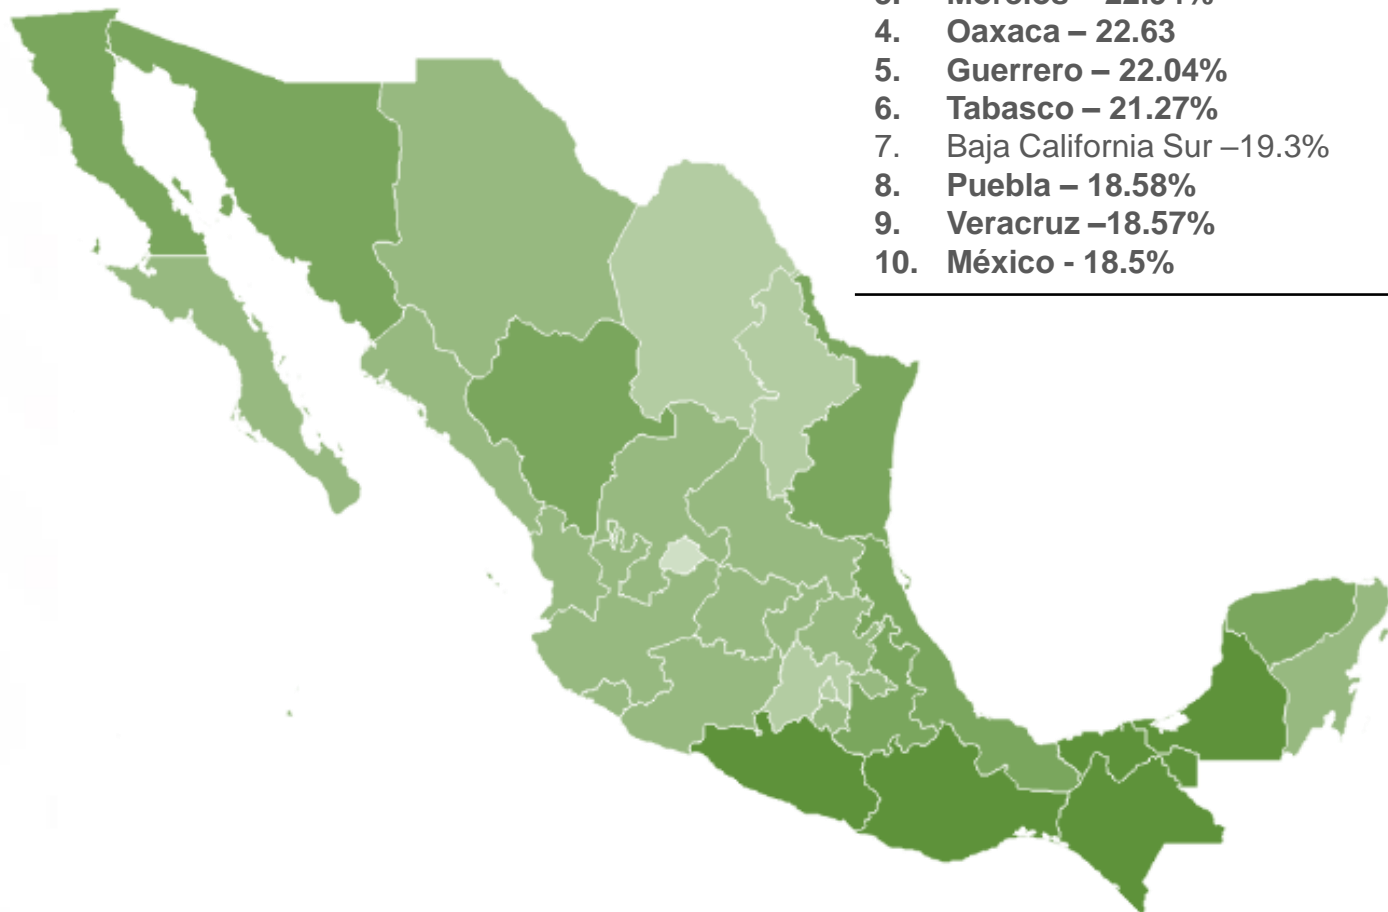 4. Oaxaca – 22.63
5. Guerrero – 22.04%
6. Tabasco – 21.27%
7. Baja California Sur –19.3%
8. Puebla – 18.58%
9. Veracruz –18.57%
10. México - 18.5%